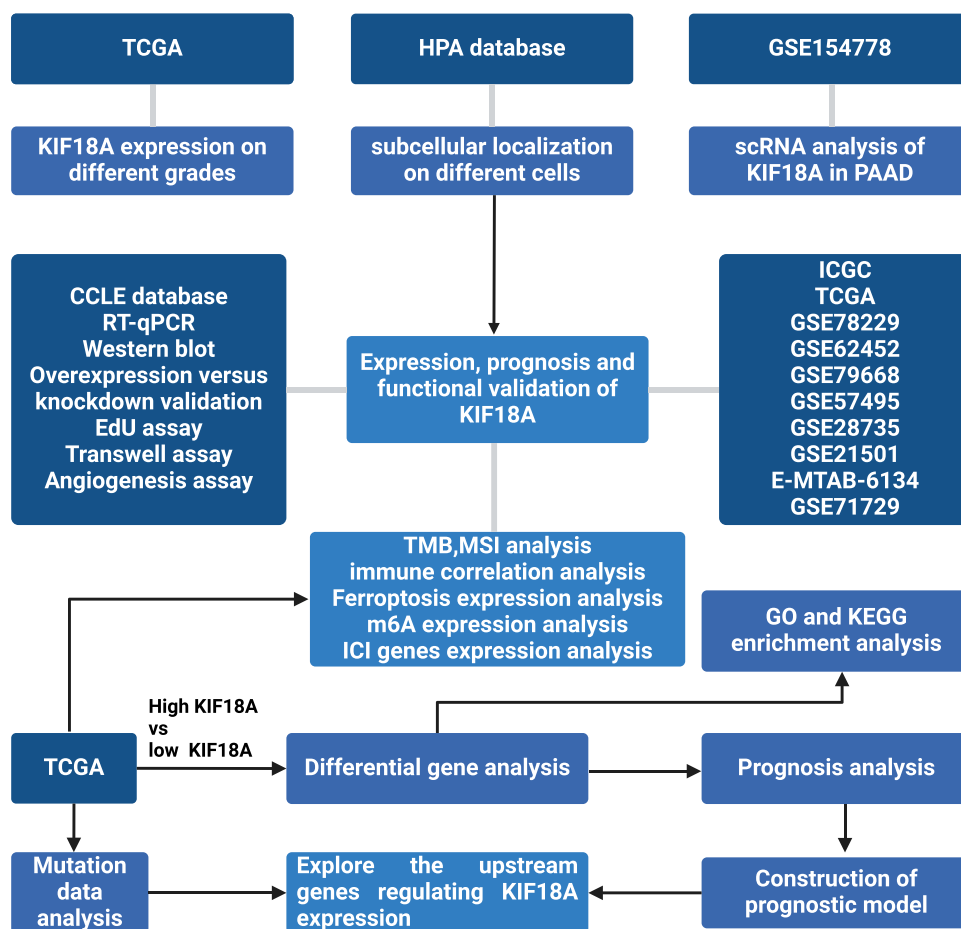 TCGA
HPA database
GSE154778
KIF18A expression on
different grades
subcellular localization
on different cells
scRNA analysis of
KIF18A in PAAD
CCLE database
RT-qPCR
Western blot
Overexpression versus
knockdown validation
EdU assay
Transwell assay
Angiogenesis assay
Expression, prognosis and
functional validation of
KIF18A
ICGC
TCGA
GSE78229
GSE62452
GSE79668
GSE57495
GSE28735
GSE21501
E-MTAB-6134
GSE71729
TMB,MSI analysis
immune correlation analysis
Ferroptosis expression analysis
m6A expression analysis
ICI genes expression analysis
GO and KEGG
enrichment analysis
High KIF18A
vs
low KIF18A
TCGA
Differential gene analysis
Prognosis analysis
Mutation
data
analysis
Explore the upstream
genes regulating KIF18A
expression
Construction of
prognostic model